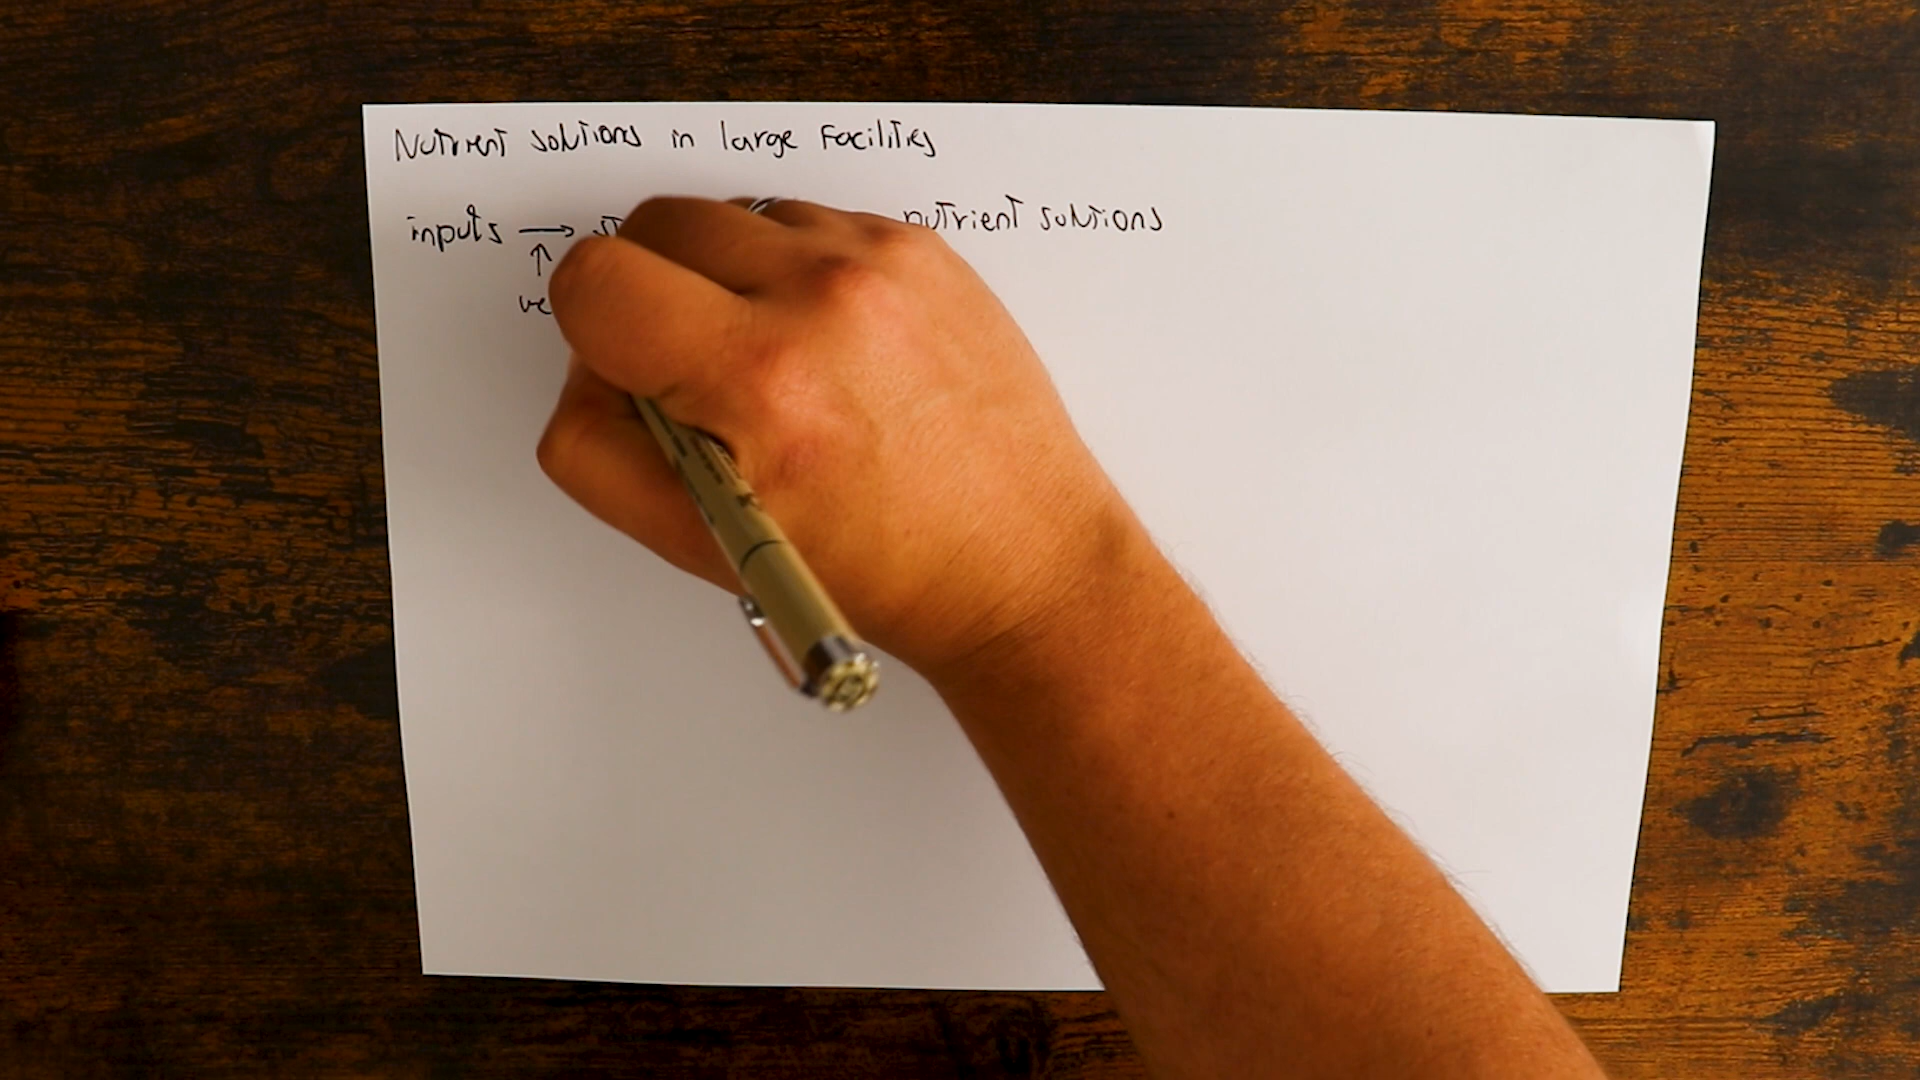 Nutrient solutions in large facilities
inputs → nutrient solutions
↑